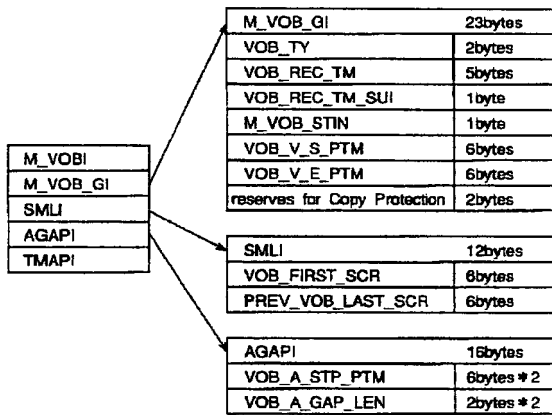 M_VOBI
M_VOB_GI
SMLI
AGAPI
TMAPI
M_VOB_GI 23bytes
VOB_TY 2bytes
VOB_REC_TM 5bytes
VOB_REC_TM_SUI 1byte
M_VOB_STIN 1byte
VOB_V_S_PTM 6bytes
VOB_V_E_PTM 6bytes
reserves for Copy Protection 2bytes
SMLI 12bytes
VOB_FIRST_SCR 6bytes
PREV_VOB_LAST_SCR 6bytes
AGAPI 16bytes
VOB_A_STP_PTM 6bytes*2
VOB_A_GAP_LEN 2bytes*2